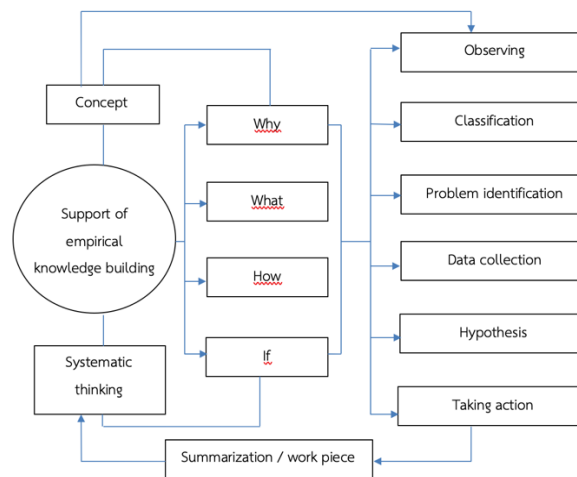 Observing
Concept
Why
Classification
Support of
empirical
knowledge building
What
Problem identification
How
Data collection
If
Hypothesis
Systematic
thinking
Taking action
Summarization / work piece